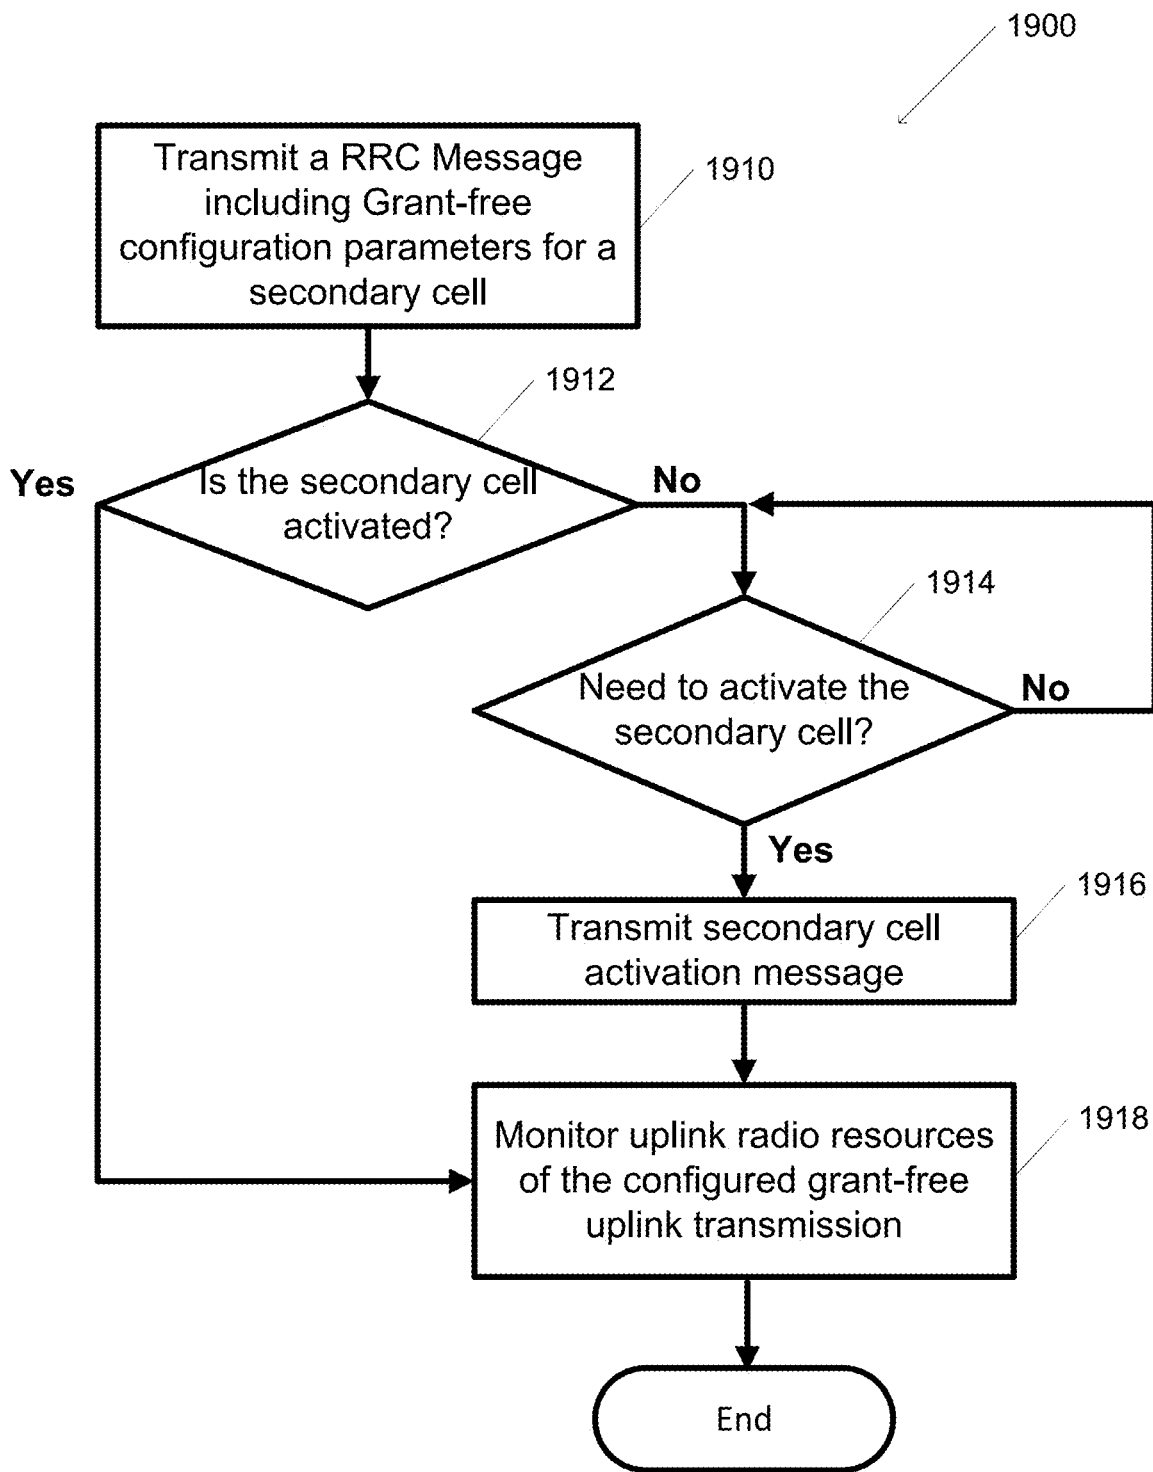 1900
Transmit a RRC Message
including Grant-free
configuration parameters for a
secondary cell
1910
1912
Yes
Is the secondary cell
activated?
No
1914
Need to activate the
secondary cell?
No
Yes
1916
Transmit secondary cell
activation message
1918
Monitor uplink radio resources
of the configured grant-free
uplink transmission
End